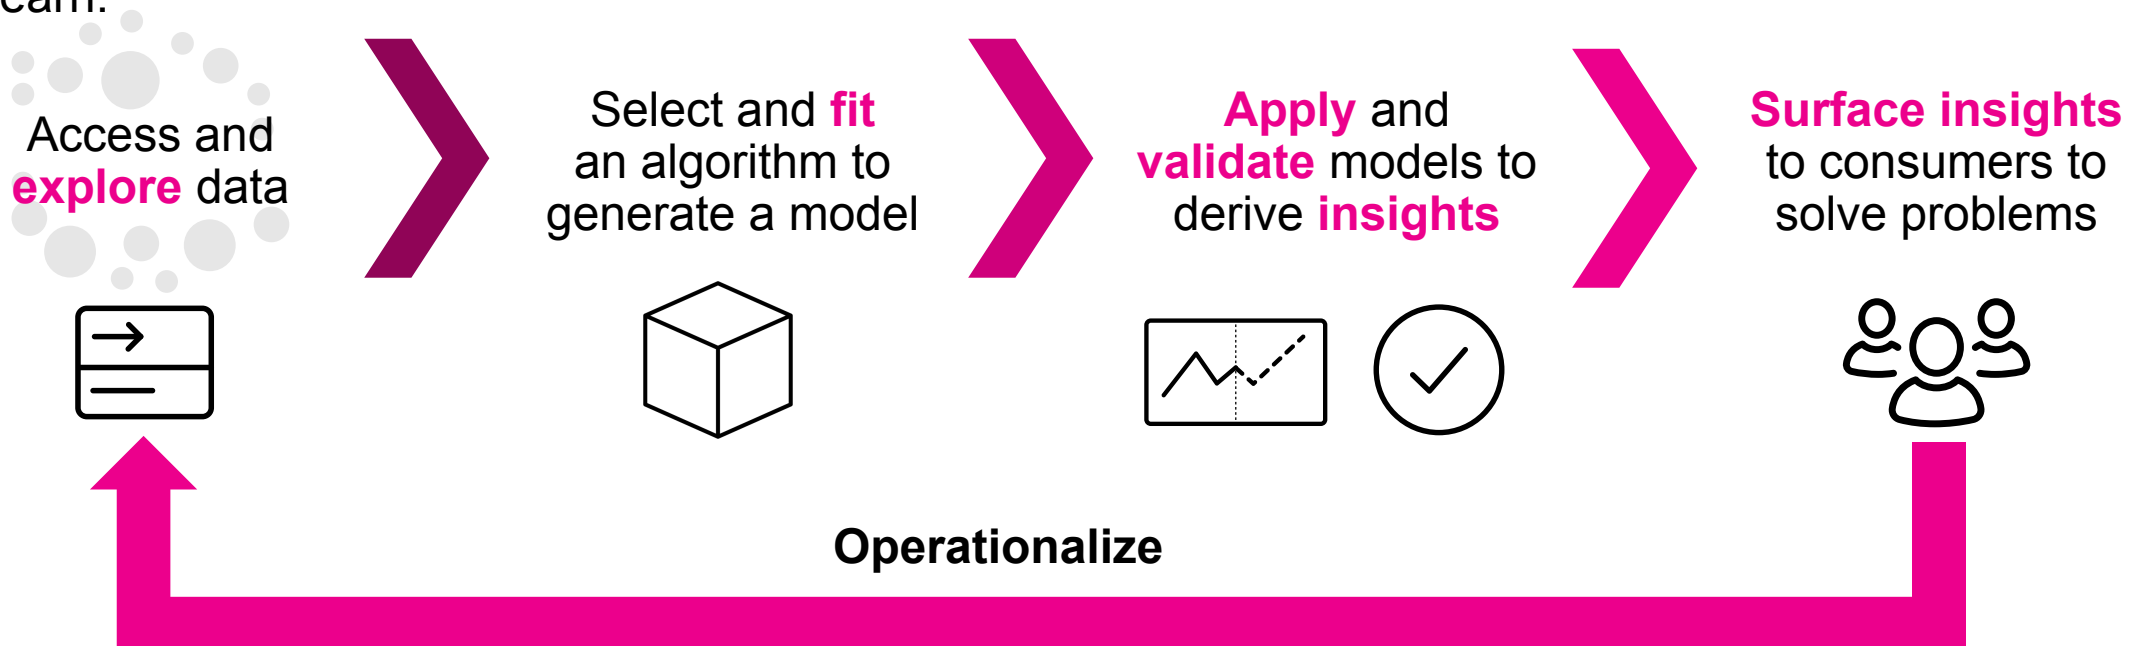 Access and
explore data
Select and fit
an algorithm to
generate a model
Apply and
validate models to
derive insights
Surface insights
to consumers to
solve problems
Operationalize